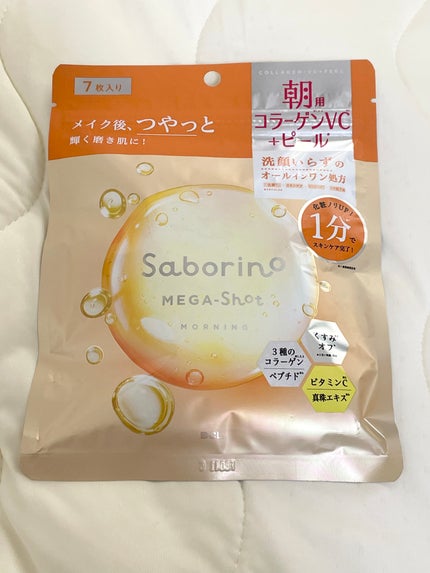 7枚入り
メイク後、つやっと
輝く磨き肌に!
朝用
コラーゲンVC
+ピール
洗顔いらずの
オールインワン処方
化粧ノリUP!
1分で
スキンケア完了!
Saborino
MEGA-Shot
MORNING
くすみ
オフ
3種の
コラーゲン
ペプチド
ビタミンC
真珠エキス